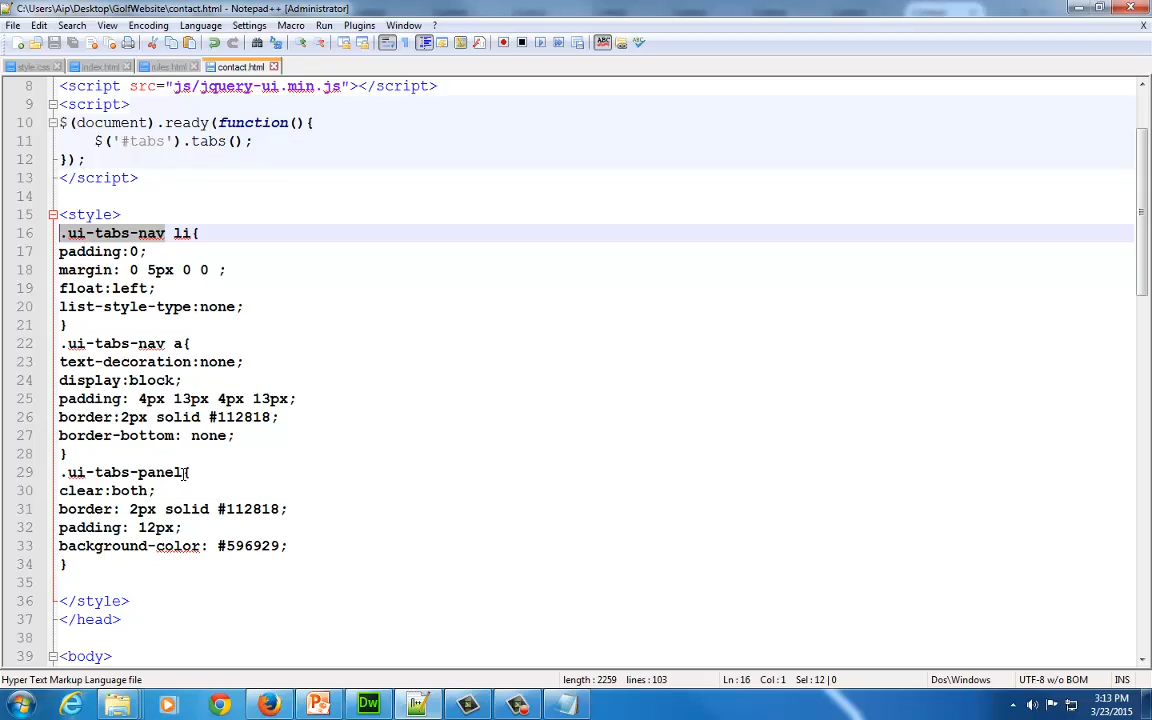 C:\Users\Aip\Desktop\GolfWebsite\contact.html - Notepad++ [Administrator]
File Edit Search View Encoding Language Settings Macro Run Plugins Window ?
style.css index.html rules.html contact.html
8 <script src="js/jquery-ui.min.js"></script>
9 <script>
10 $(document).ready(function(){
11 $('#tabs').tabs();
12 });
13 </script>
14
15 <style>
16 .ui-tabs-nav li{
17 padding:0;
18 margin: 0 5px 0 0 ;
19 float:left;
20 list-style-type:none;
21 }
22 .ui-tabs-nav a{
23 text-decoration:none;
24 display:block;
25 padding: 4px 13px 4px 13px;
26 border:2px solid #112818;
27 border-bottom: none;
28 }
29 .ui-tabs-panel{
30 clear:both;
31 border: 2px solid #112818;
32 padding: 12px;
33 background-color: #596929;
34 }
35
36 </style>
37 </head>
38
39 <body>
Hyper Text Markup Language file length : 2259 lines : 103 Ln : 16 Col : 1 Sel : 12 | 0 Dos\Windows UTF-8 w/o BOM INS
3:13 PM
3/23/2015